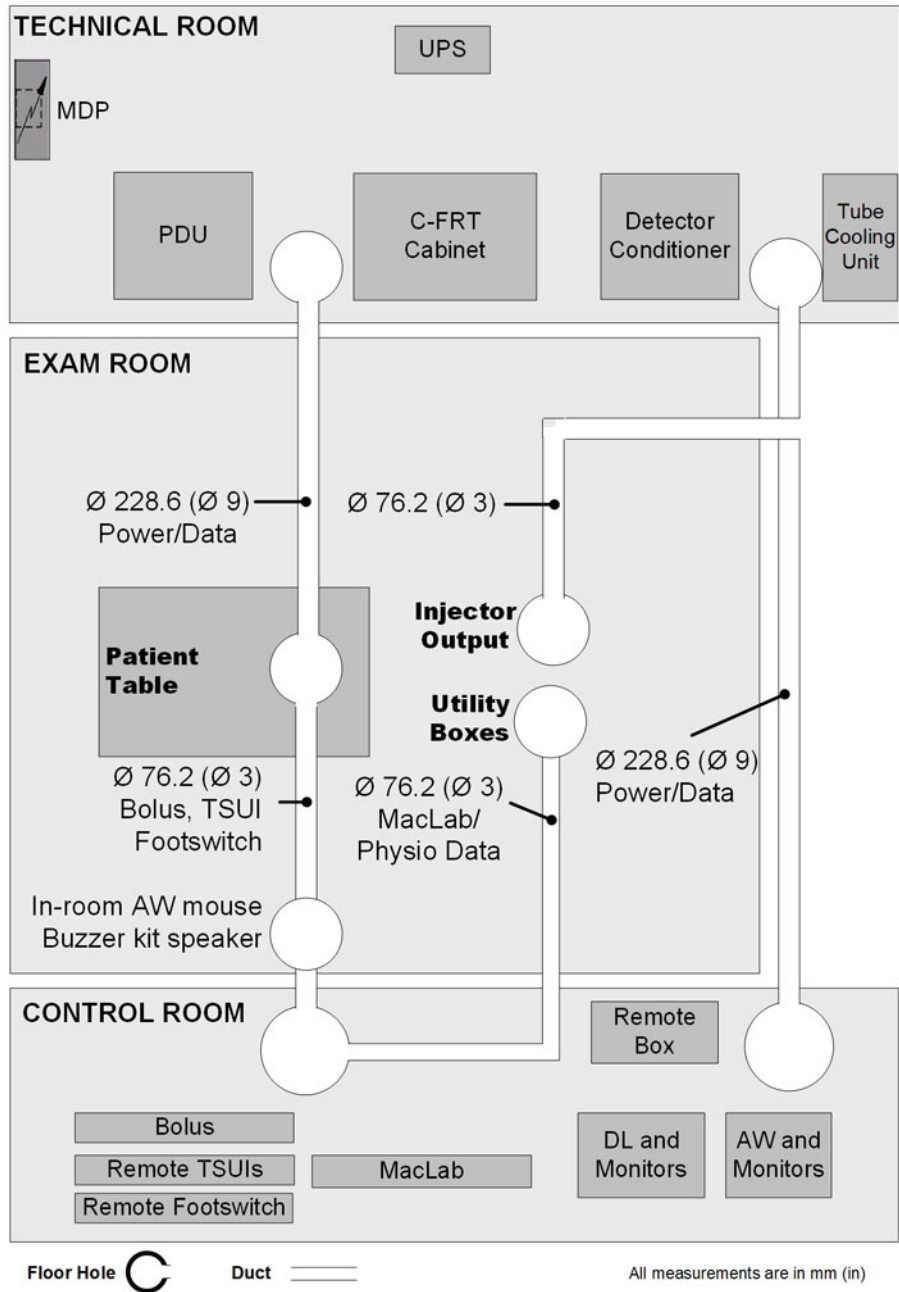 TECHNICAL ROOM
UPS
MDP
PDU
C-FRT
Cabinet
Detector
Conditioner
Tube
Cooling
Unit
EXAM ROOM
Ø 228.6 (Ø 9)
Power/Data
Ø 76.2 (Ø 3)
Injector
Output
Patient
Table
Utility
Boxes
Ø 228.6 (Ø 9)
Power/Data
Ø 76.2 (Ø 3)
Bolus, TSUI
Footswitch
Ø 76.2 (Ø 3)
MacLab/
Physio Data
In-room AW mouse
Buzzer kit speaker
CONTROL ROOM
Remote
Box
Bolus
Remote TSUIs
Remote Footswitch
MacLab
DL and
Monitors
AW and
Monitors
Floor Hole
Duct
All measurements are in mm (in)